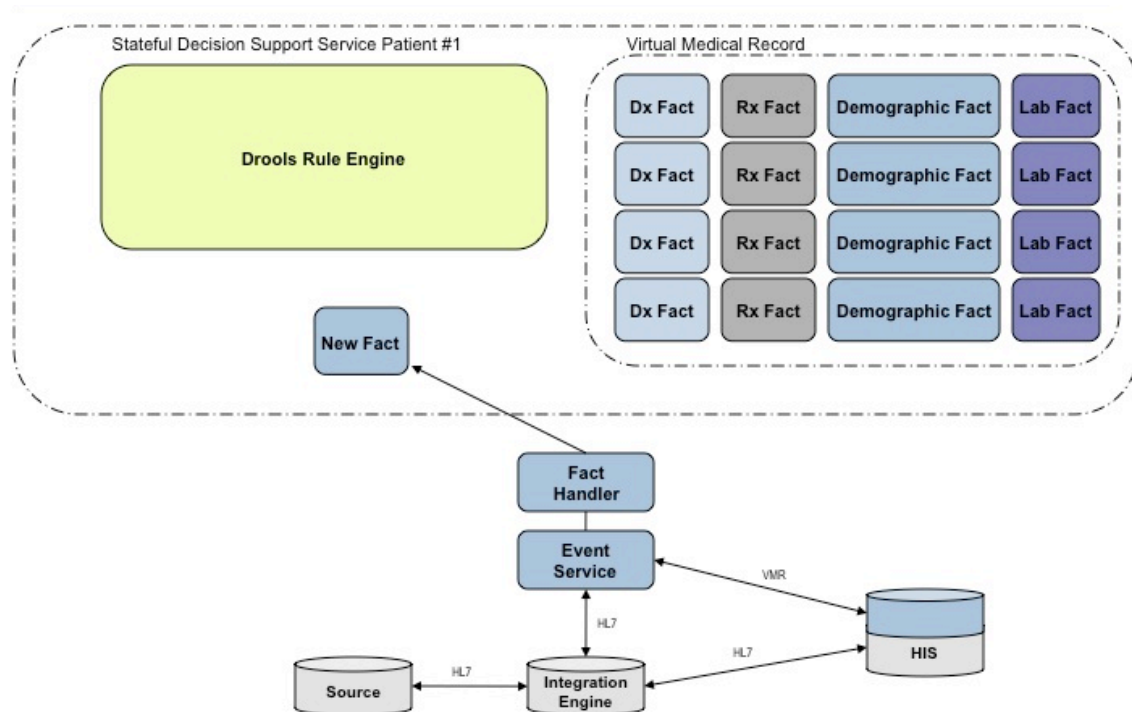 Stateful Decision Support Service Patient #1
Virtual Medical Record
Drools Rule Engine
Dx Fact Rx Fact Demographic Fact Lab Fact
Dx Fact Rx Fact Demographic Fact Lab Fact
Dx Fact Rx Fact Demographic Fact Lab Fact
Dx Fact Rx Fact Demographic Fact Lab Fact
New Fact
Fact
Handler
Event
Service
VMR
HL7
HL7
HL7
HIS
Source
Integration
Engine